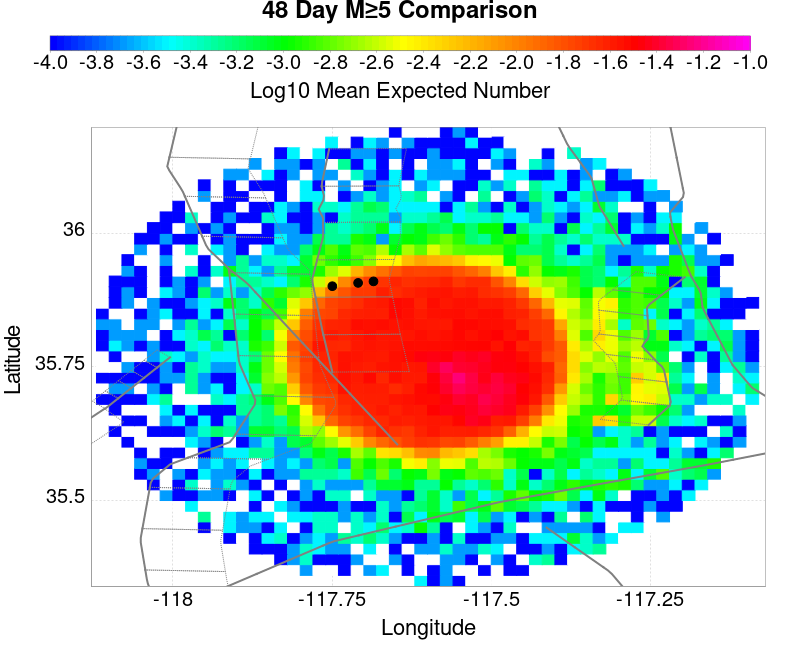 48 Day M≥5 Comparison
-4.0 -3.8 -3.6 -3.4 -3.2 -3.0 -2.8 -2.6 -2.4 -2.2 -2.0 -1.8 -1.6 -1.4 -1.2 -1.0
Log10 Mean Expected Number
36
35.75
35.5
Latitude
-118 -117.75 -117.5 -117.25
Longitude